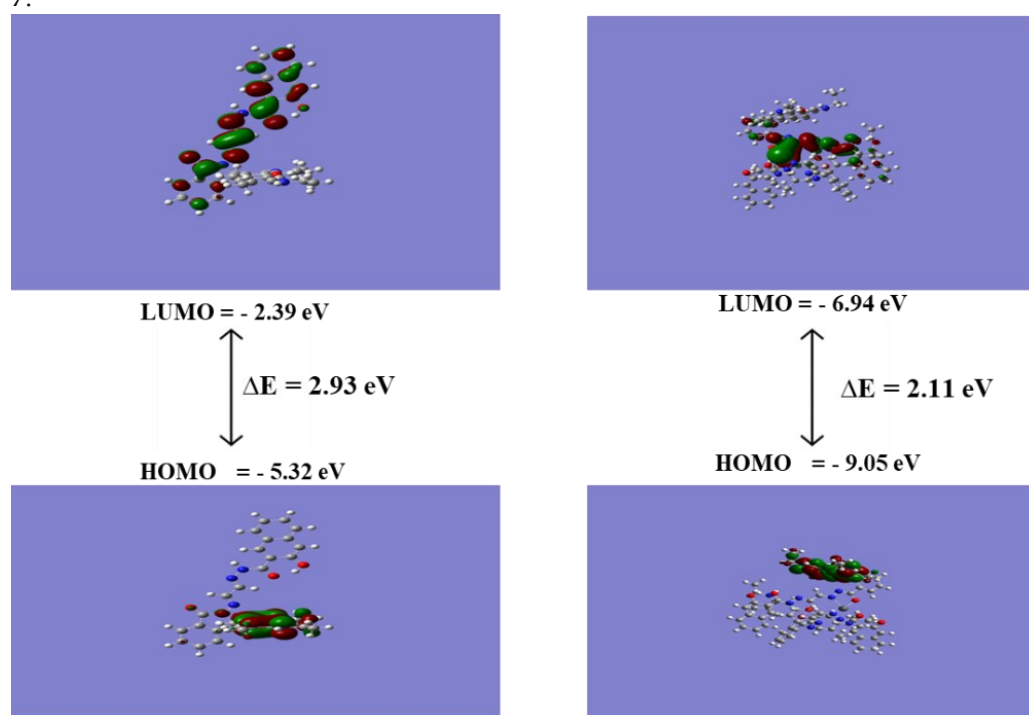 7.
LUMO = - 2.39 eV
LUMO = - 6.94 eV
ΔE = 2.93 eV
ΔE = 2.11 eV
HOMO = - 5.32 eV
HOMO = - 9.05 eV